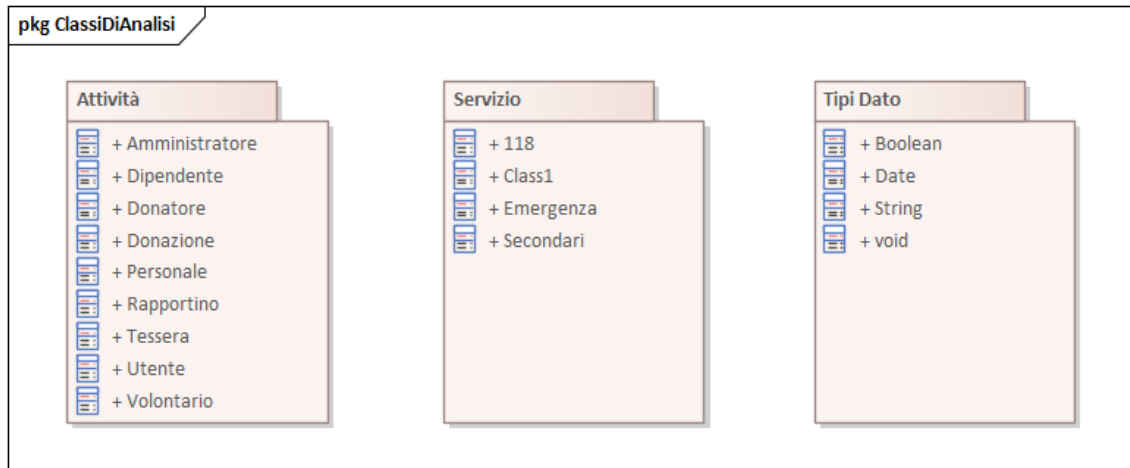 pkg ClassiDiAnalisi
Attività
+ Amministratore
+ Dipendente
+ Donatore
+ Donazione
+ Personale
+ Rapportino
+ Tessera
+ Utente
+ Volontario
Servizio
+ 118
+ Class1
+ Emergenza
+ Secondari
Tipi Dato
+ Boolean
+ Date
+ String
+ void